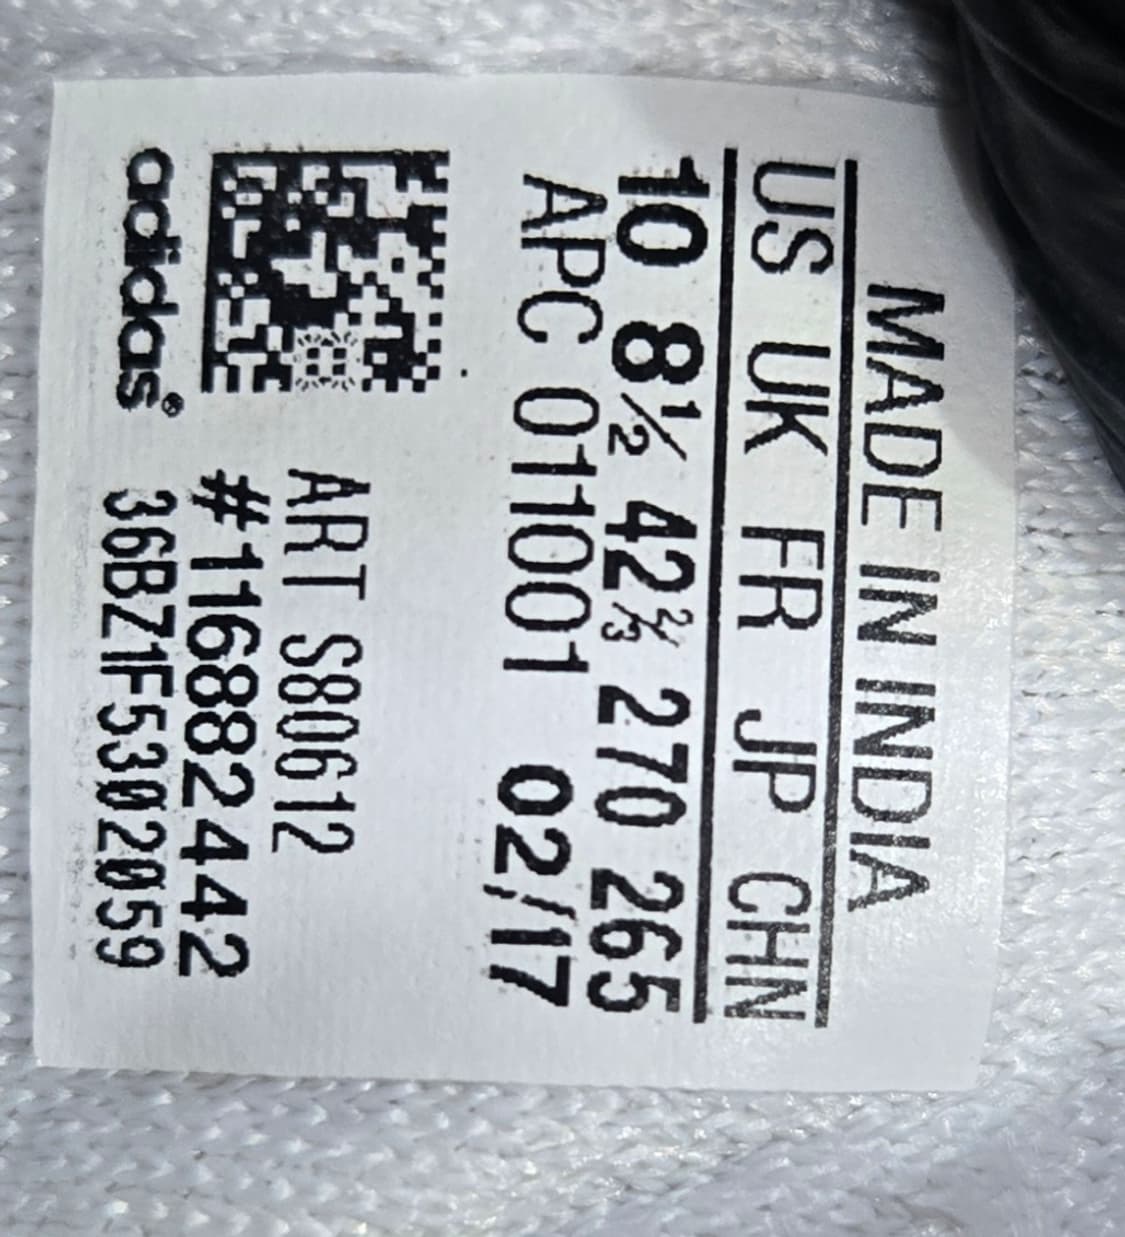 MADE IN INDIA
US UK FR JP CHN
10 8½ 42⅔ 270 265
APC 011001 02/17
ART S80612
#116882442
36BZ1F5302059
adidas®